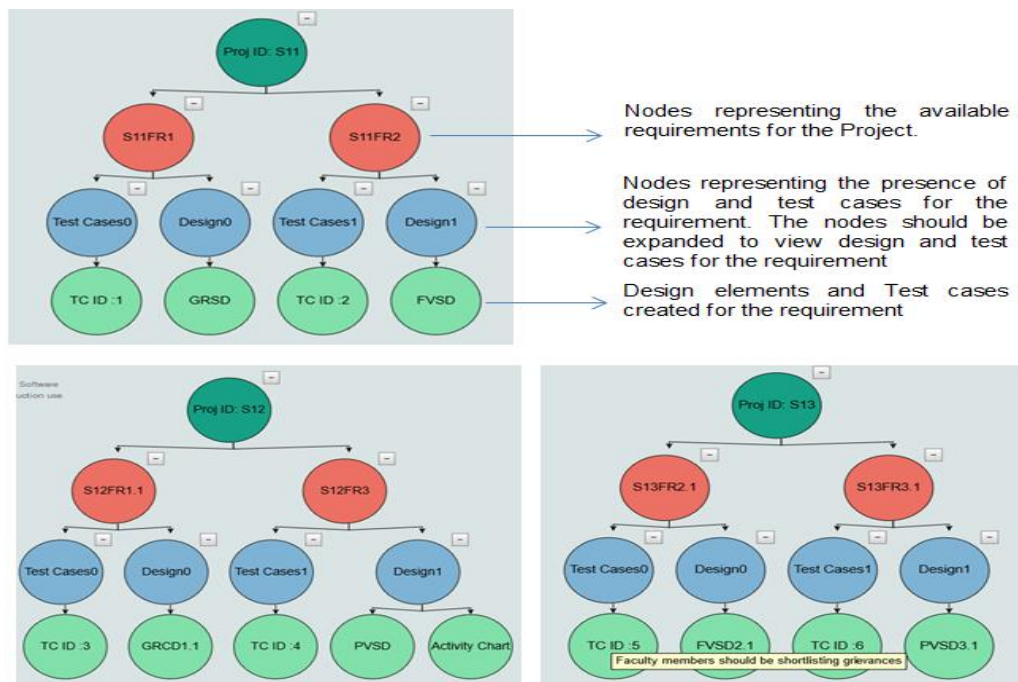 Proj ID: S11
S11FR1
S11FR2
Test Cases0
Design0
Test Cases1
Design1
TC ID :1
GRSD
TC ID :2
FVSD
Nodes representing the available
requirements for the Project.
Nodes representing the presence of
design and test cases for the
requirement. The nodes should be
expanded to view design and test
cases for the requirement
Design elements and Test cases
created for the requirement
Software
uction use
Proj ID: S12
S12FR1.1
S12FR3
Test Cases0
Design0
Test Cases1
Design1
TC ID :3
GRCD1.1
TC ID :4
PVSD
Activity Chart
Proj ID: S13
S13FR2.1
S13FR3.1
Test Cases0
Design0
Test Cases1
Design1
TC ID :5
FVSD2.1
TC ID :6
PVSD3.1
Faculty members should be shortlisting grievances